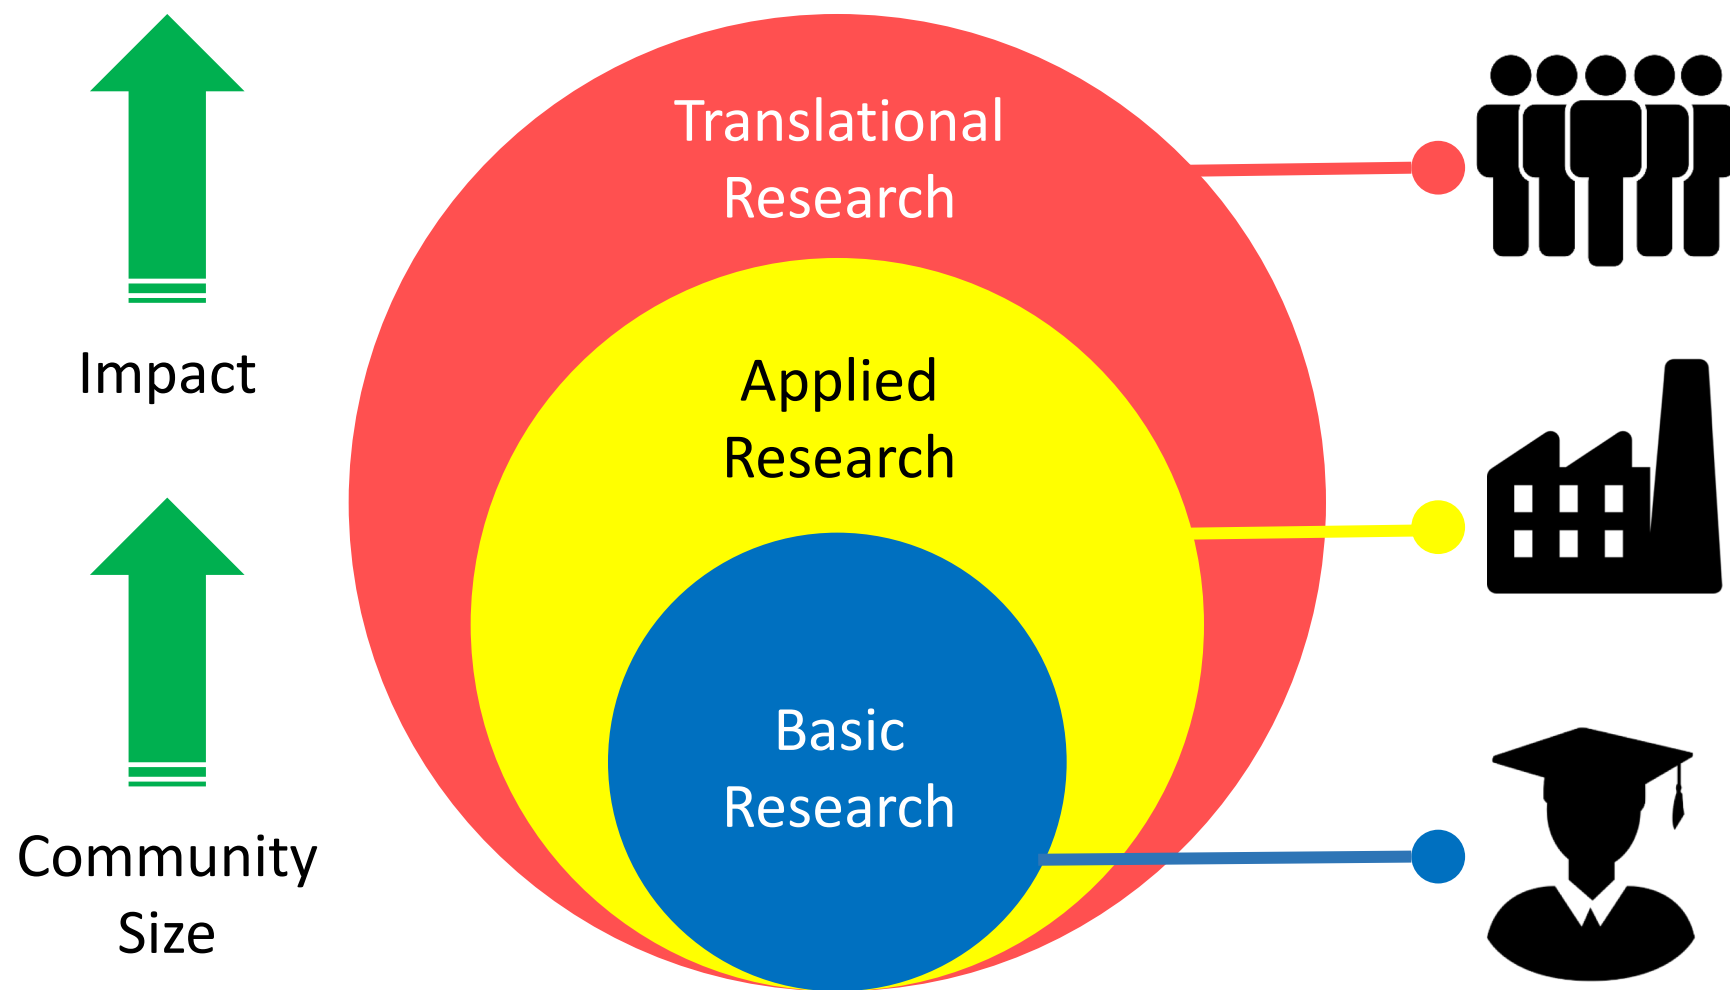 Translational
Research
Impact
Applied
Research
Basic
Research
Community
Size